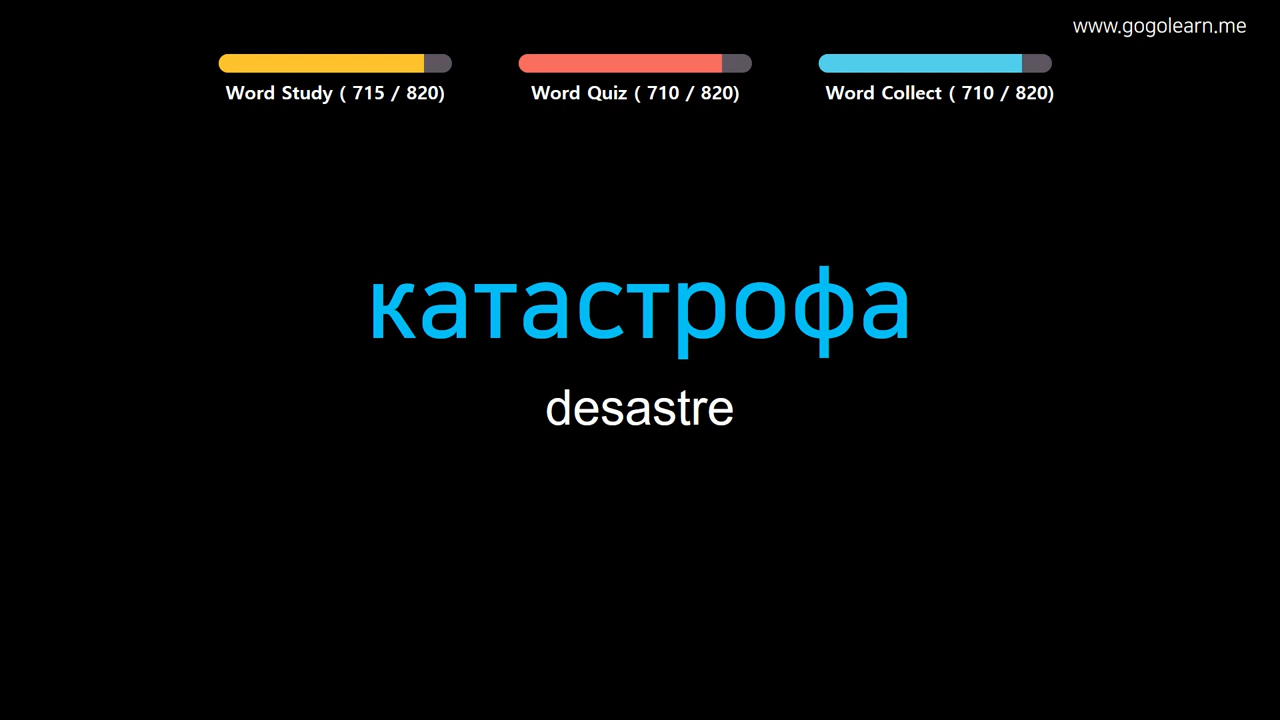 www.gogolearn.me
Word Study ( 715 / 820)
Word Quiz ( 710 / 820)
Word Collect ( 710 / 820)
катастрофа
desastre